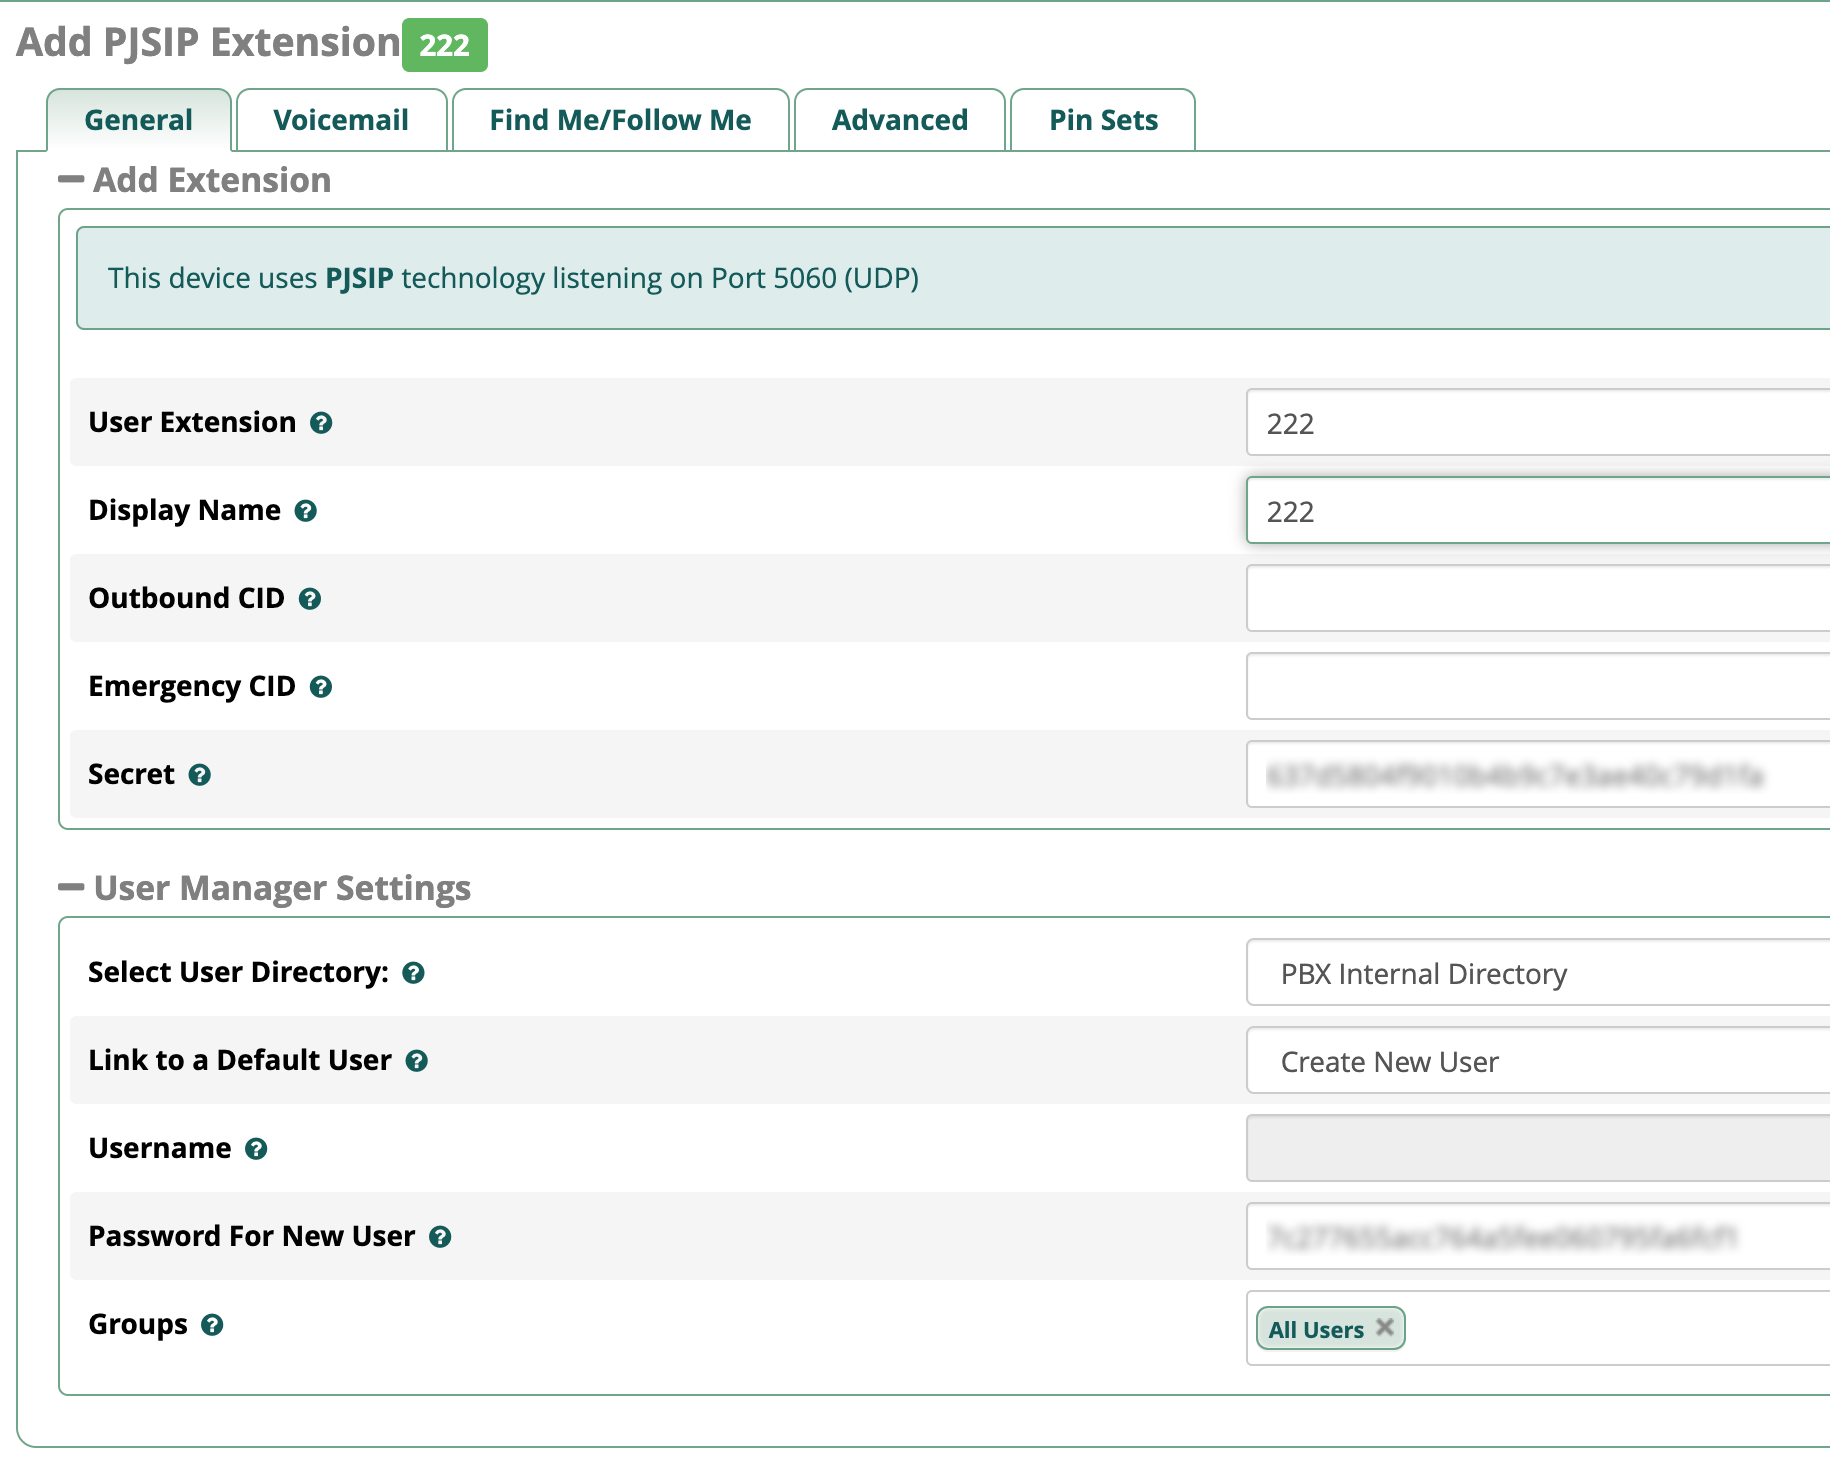 Add PJSIP Extension 222
General Voicemail Find Me/Follow Me Advanced Pin Sets
Add Extension
This device uses PJSIP technology listening on Port 5060 (UDP)
User Extension 222
Display Name 222
Outbound CID
Emergency CID
Secret
User Manager Settings
Select User Directory: PBX Internal Directory
Link to a Default User Create New User
Username
Password For New User
Groups All Users